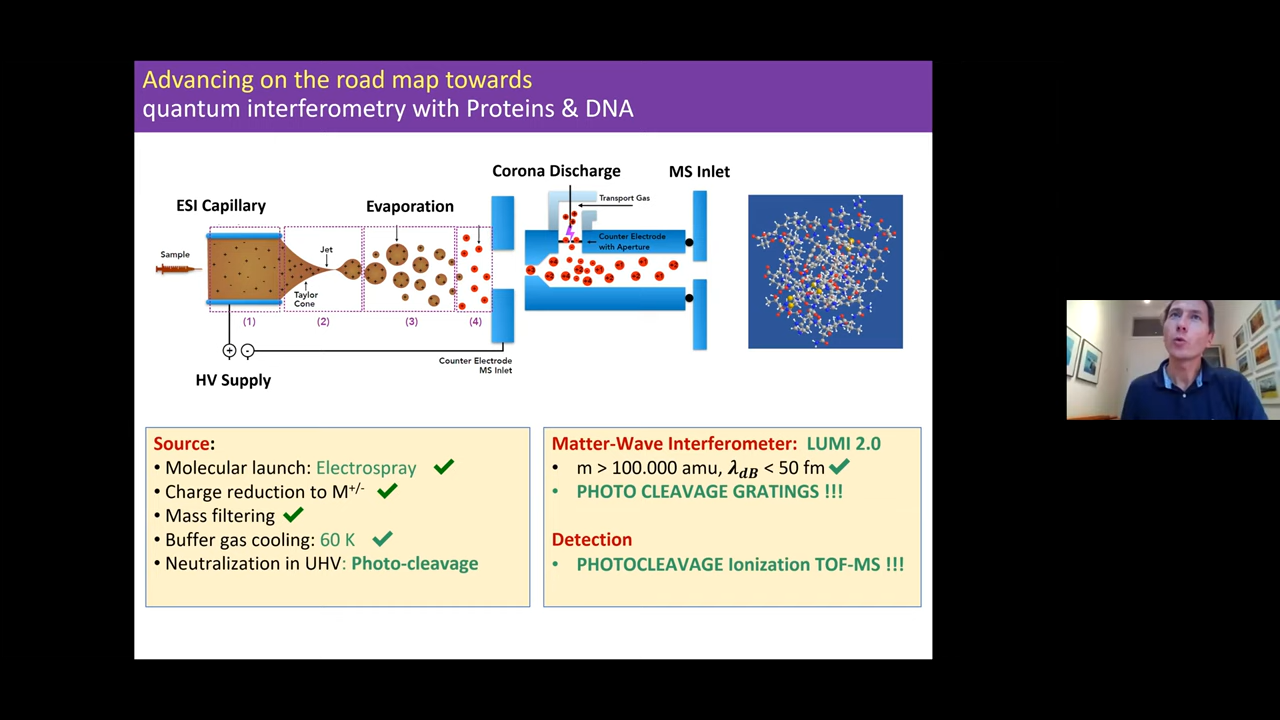 Advancing on the road map towards
quantum interferometry with Proteins & DNA
Corona Discharge
MS Inlet
Transport Gas
ESI Capillary
Evaporation
Counter Electrode
with Aperture
Sample
Jet
Taylor
Cone
(1)
(2)
(3)
(4)
+
-
Counter Electrode
MS Inlet
HV Supply
Source:
• Molecular launch: Electrospray ✔
• Charge reduction to M+/- ✔
• Mass filtering ✔
• Buffer gas cooling: 60 K ✔
• Neutralization in UHV: Photo-cleavage
Matter-Wave Interferometer: LUMI 2.0
• m > 100.000 amu, λdB < 50 fm ✔
• PHOTO CLEAVAGE GRATINGS !!!
Detection
• PHOTOCLEAVAGE Ionization TOF-MS !!!